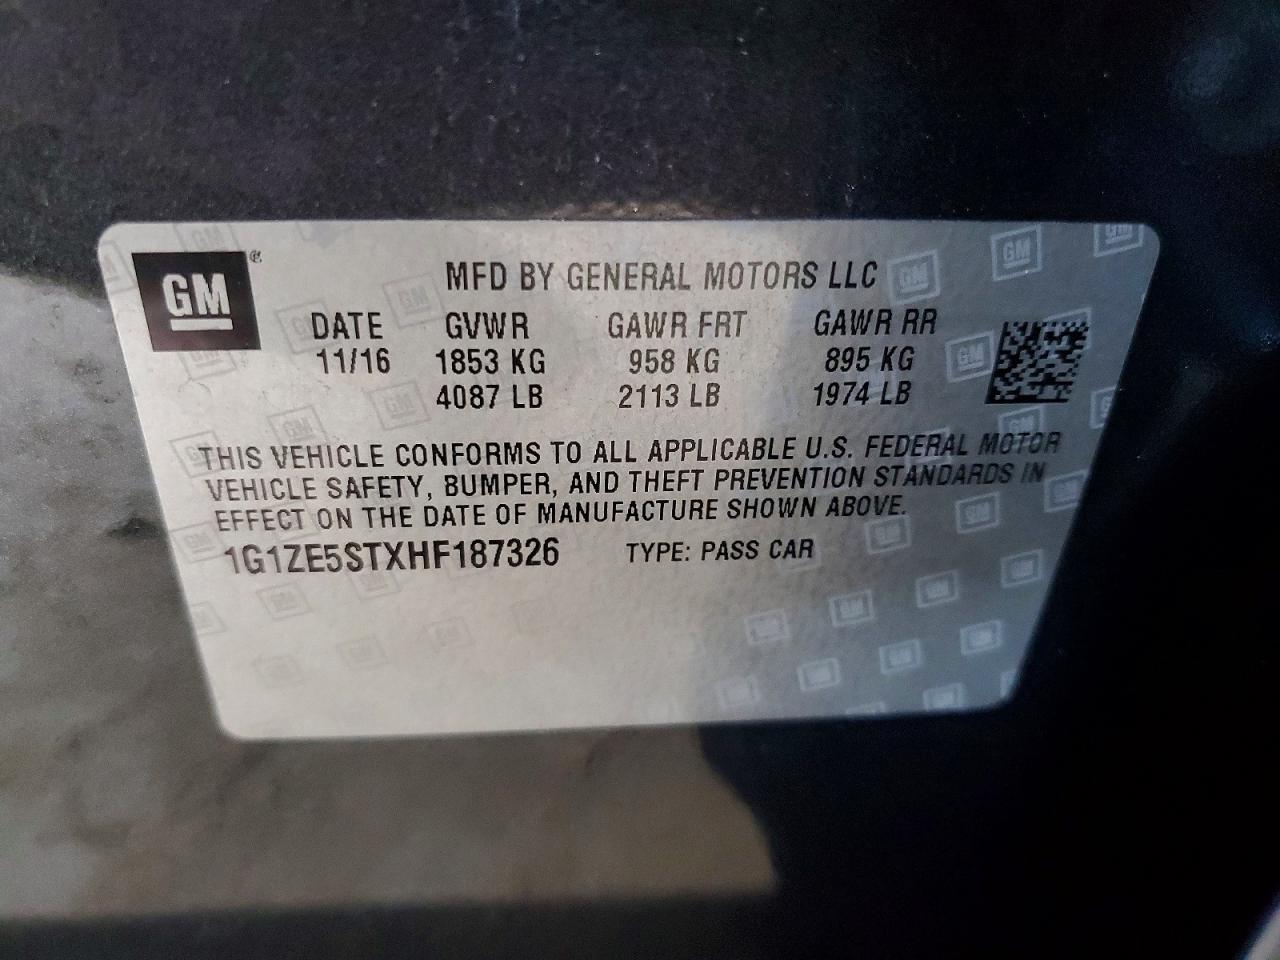 GM
MFD BY GENERAL MOTORS LLC
DATE GVWR GAWR FRT GAWR RR
11/16 1853 KG 958 KG 895 KG
4087 LB 2113 LB 1974 LB
THIS VEHICLE CONFORMS TO ALL APPLICABLE U.S. FEDERAL MOTOR
VEHICLE SAFETY, BUMPER, AND THEFT PREVENTION STANDARDS IN
EFFECT ON THE DATE OF MANUFACTURE SHOWN ABOVE.
1G1ZE5STXHF187326 TYPE: PASS CAR